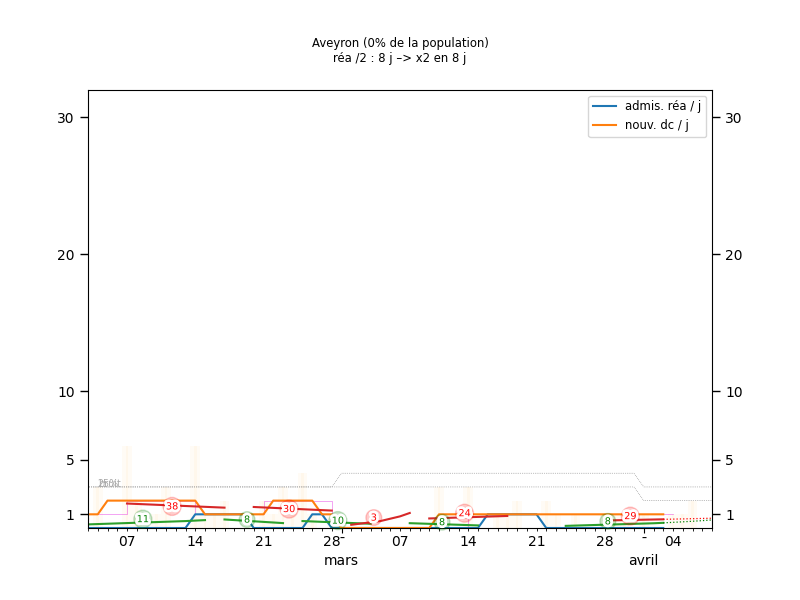 Aveyron (0% de la population)
réa /2 : 8 j –> x2 en 8 j
admis. réa / j
nouv. dc / j
30 30
20 20
10 10
5 5
1 1
38 11 8 30 10 3 8 24 8 29
07 14 21 28 - 07 14 21 28 - 04
mars avril